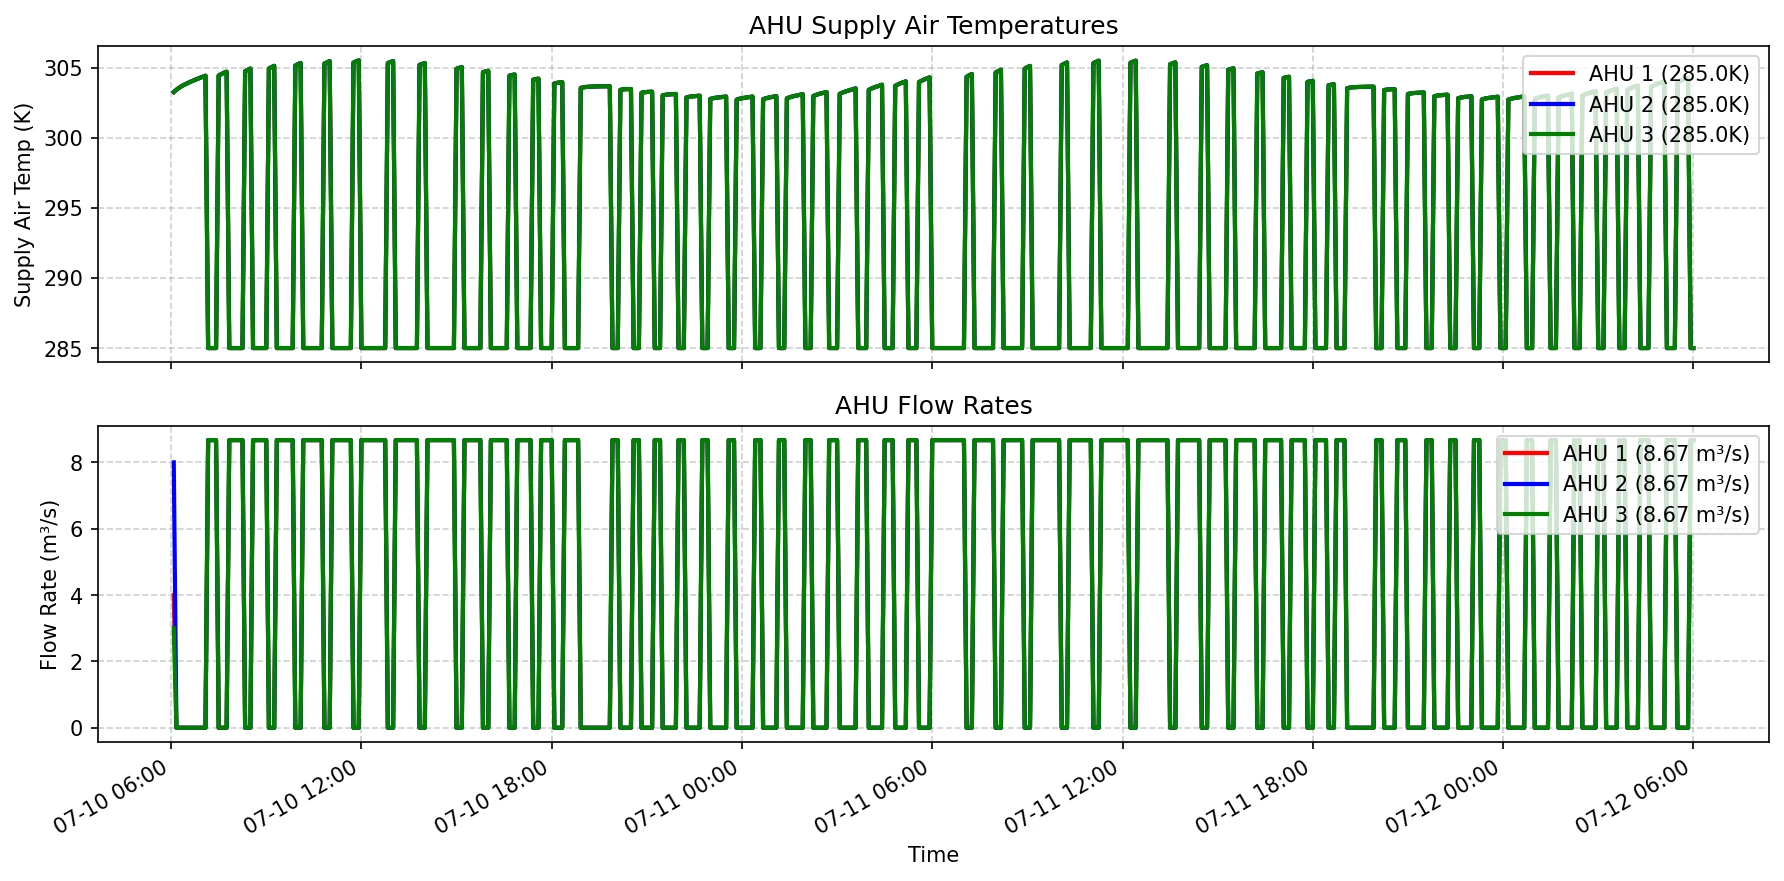 AHU Supply Air Temperatures
Supply Air Temp (K)
305
300
295
290
285
AHU 1 (285.0K)
AHU 2 (285.0K)
AHU 3 (285.0K)
AHU Flow Rates
Flow Rate (m³/s)
8
6
4
2
0
AHU 1 (8.67 m³/s)
AHU 2 (8.67 m³/s)
AHU 3 (8.67 m³/s)
07-10 06:00
07-10 12:00
07-10 18:00
07-11 00:00
07-11 06:00
07-11 12:00
07-11 18:00
07-12 00:00
07-12 06:00
Time